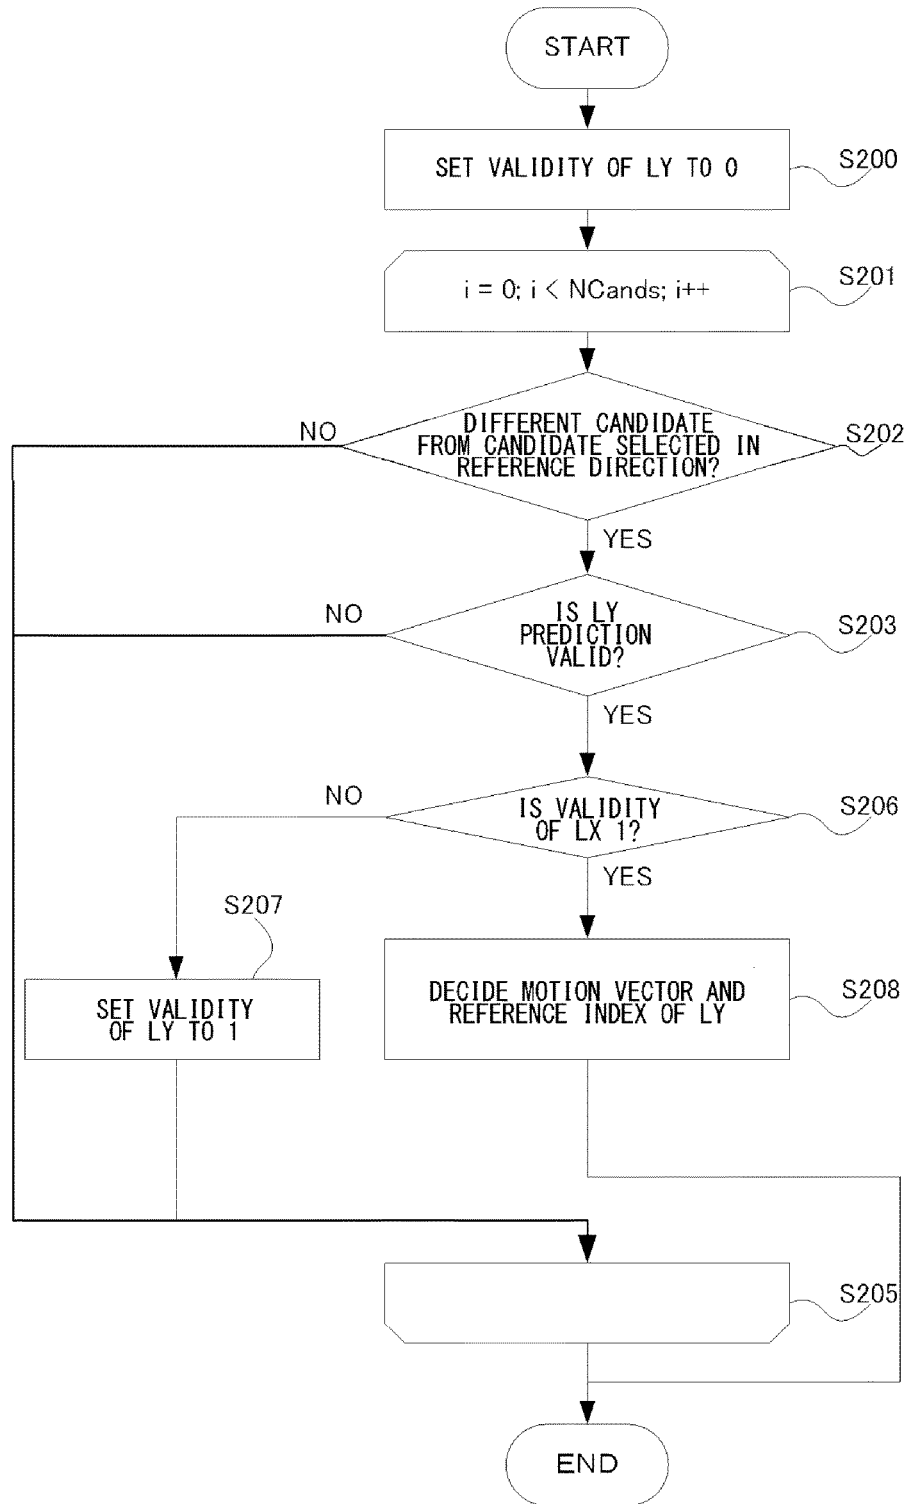 START
SET VALIDITY OF LY TO 0
S200
i = 0; i < NCands; i++
S201
DIFFERENT CANDIDATE
FROM CANDIDATE SELECTED IN
REFERENCE DIRECTION?
S202
NO
YES
IS LY
PREDICTION
VALID?
S203
NO
YES
IS VALIDITY
OF LX 1?
S206
NO
YES
S207
SET VALIDITY
OF LY TO 1
DECIDE MOTION VECTOR AND
REFERENCE INDEX OF LY
S208
S205
END